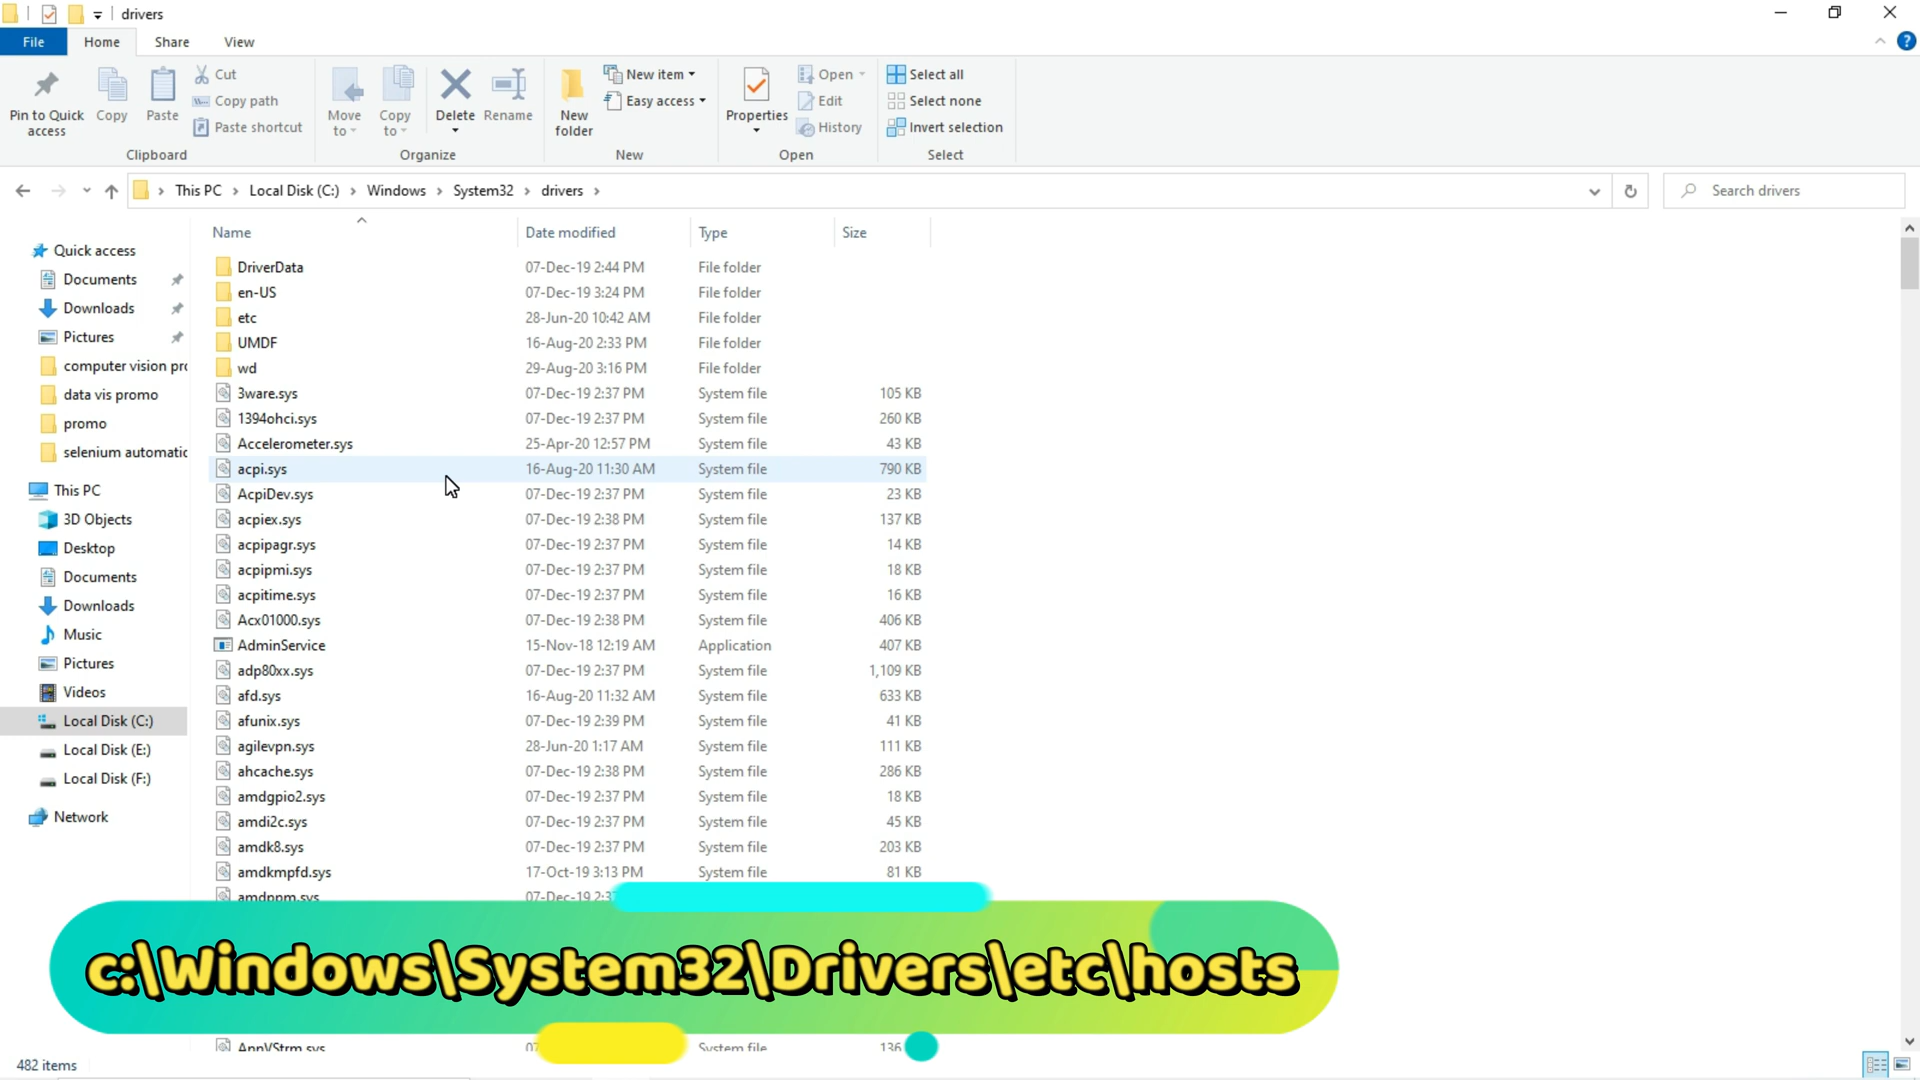 drivers
File Home Share View
Pin to Quick access
Copy
Paste
Cut
Copy path
Paste shortcut
Clipboard
Move to
Copy to
Delete
Rename
Organize
New folder
New item
Easy access
New
Properties
Open
Edit
History
Open
Select all
Select none
Invert selection
Select
This PC Local Disk (C:) Windows System32 drivers
Search drivers
Quick access
Documents
Downloads
Pictures
computer vision pr
data vis promo
promo
selenium automatic
This PC
3D Objects
Desktop
Documents
Downloads
Music
Pictures
Videos
Local Disk (C:)
Local Disk (E:)
Local Disk (F:)
Network
Name Date modified Type Size
DriverData 07-Dec-19 2:44 PM File folder
en-US 07-Dec-19 3:24 PM File folder
etc 28-Jun-20 10:42 AM File folder
UMDF 16-Aug-20 2:33 PM File folder
wd 29-Aug-20 3:16 PM File folder
3ware.sys 07-Dec-19 2:37 PM System file 105 KB
1394ohci.sys 07-Dec-19 2:37 PM System file 260 KB
Accelerometer.sys 25-Apr-20 12:57 PM System file 43 KB
acpi.sys 16-Aug-20 11:30 AM System file 790 KB
AcpiDev.sys 07-Dec-19 2:37 PM System file 23 KB
acpiex.sys 07-Dec-19 2:38 PM System file 137 KB
acpipagr.sys 07-Dec-19 2:37 PM System file 14 KB
acpipmi.sys 07-Dec-19 2:37 PM System file 18 KB
acpitime.sys 07-Dec-19 2:37 PM System file 16 KB
Acx01000.sys 07-Dec-19 2:38 PM System file 406 KB
AdminService 15-Nov-18 12:19 AM Application 407 KB
adp80xx.sys 07-Dec-19 2:37 PM System file 1,109 KB
afd.sys 16-Aug-20 11:32 AM System file 633 KB
afunix.sys 07-Dec-19 2:39 PM System file 41 KB
agilevpn.sys 28-Jun-20 1:17 AM System file 111 KB
ahcache.sys 07-Dec-19 2:38 PM System file 286 KB
amdgpio2.sys 07-Dec-19 2:37 PM System file 18 KB
amdi2c.sys 07-Dec-19 2:37 PM System file 45 KB
amdk8.sys 07-Dec-19 2:37 PM System file 203 KB
amdkmpfd.sys 17-Oct-19 3:13 PM System file 81 KB
amdppm.sys 07-Dec-19 2:37
c:\Windows\System32\Drivers\etc\hosts
AppVStrm.sys 07 System file 136
482 items